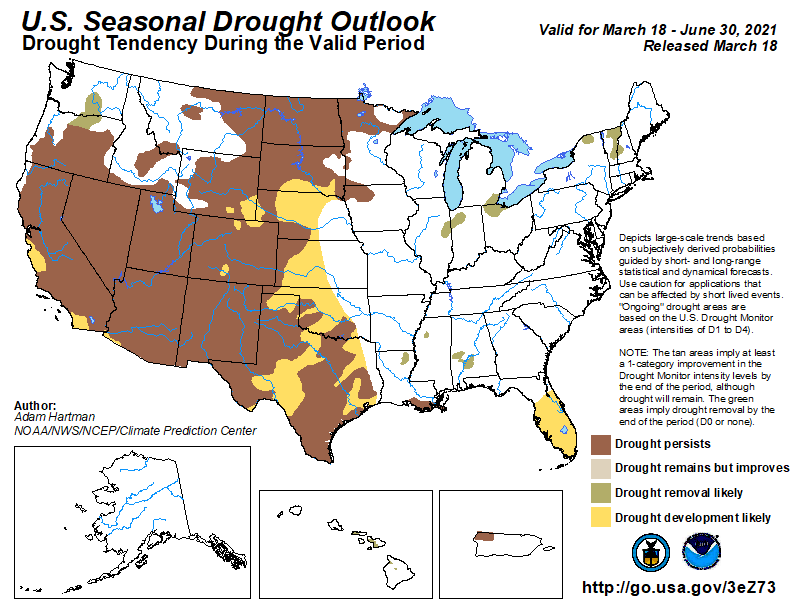 U.S. Seasonal Drought Outlook
Drought Tendency During the Valid Period
Valid for March 18 - June 30, 2021
Released March 18
Depicts large-scale trends based
on subjectively derived probabilities
guided by short- and long-range
statistical and dynamical forecasts.
Use caution for applications that
can be affected by short lived events.
"Ongoing" drought areas are
based on the U.S. Drought Monitor
areas (intensities of D1 to D4).
NOTE: The tan areas imply at least
a 1-category improvement in the
Drought Monitor intensity levels by
the end of the period, although
drought will remain. The green
areas imply drought removal by the
end of the period (D0 or none).
Author:
Adam Hartman
NOAA/NWS/NCEP/Climate Prediction Center
Drought persists
Drought remains but improves
Drought removal likely
Drought development likely
http://go.usa.gov/3eZ73